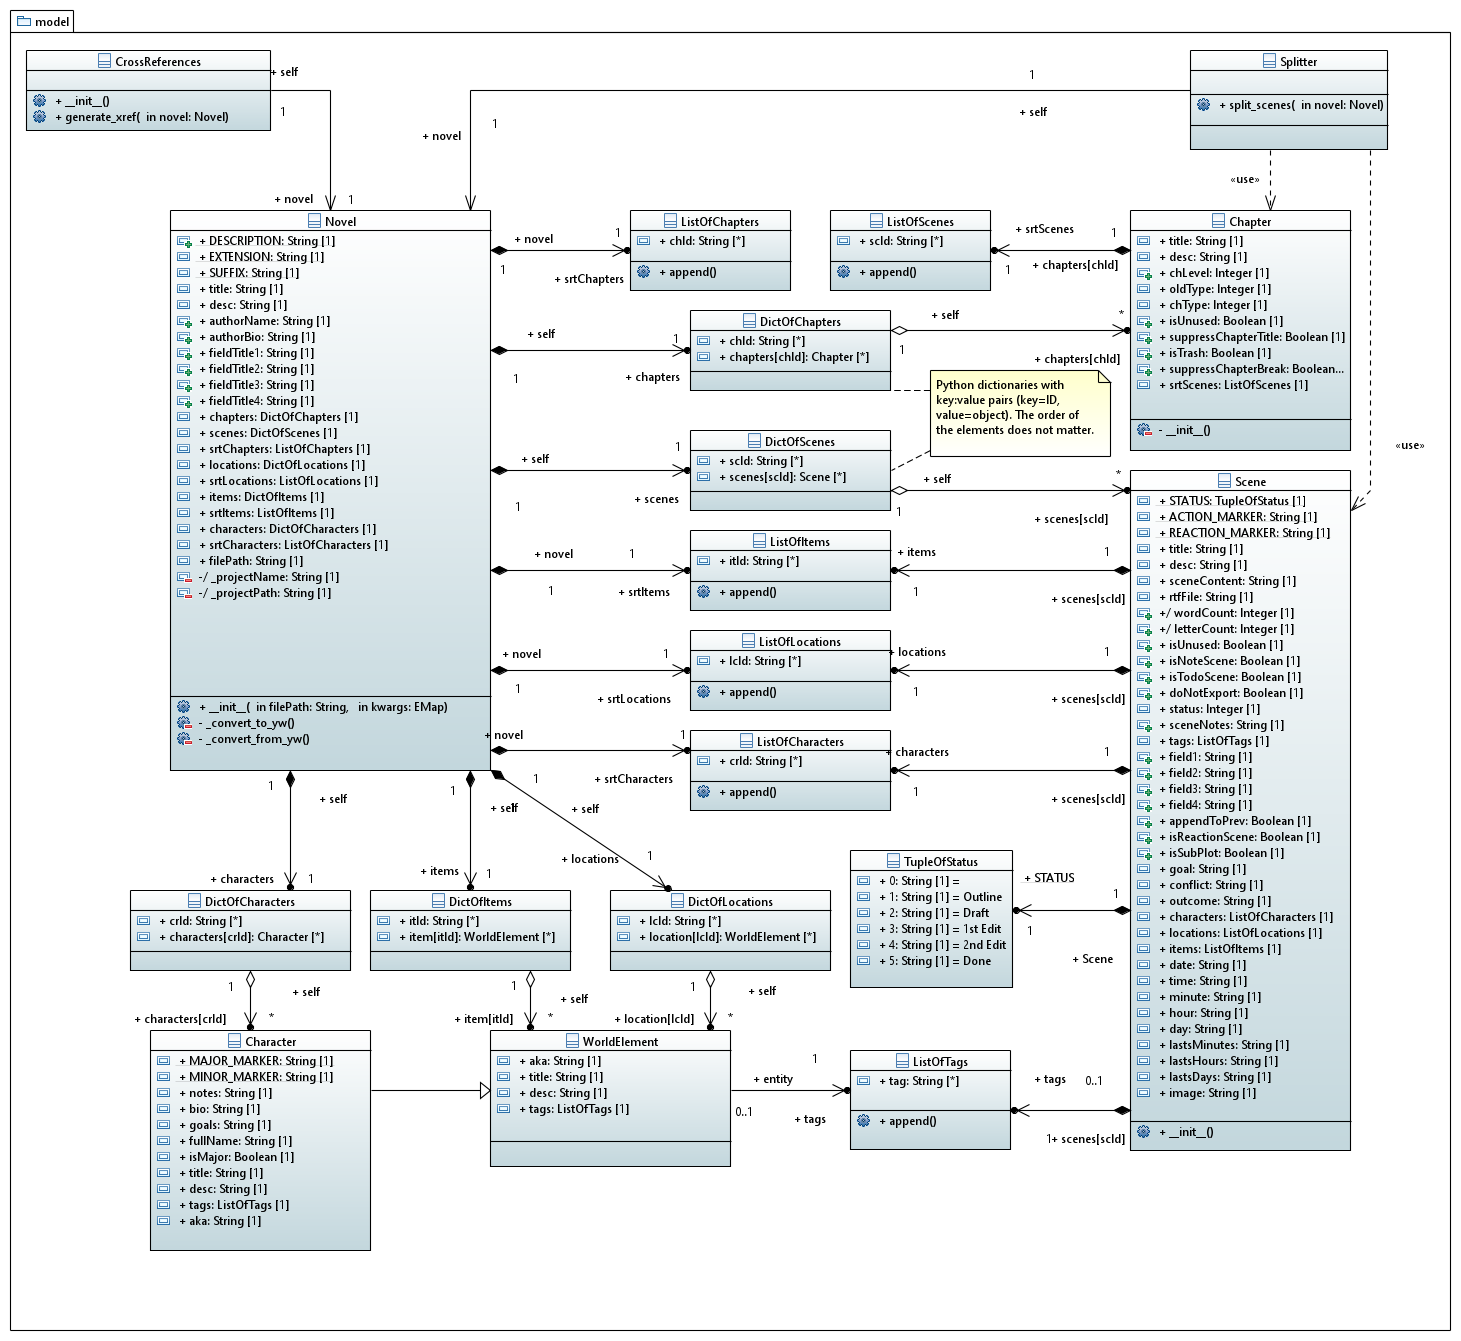 model
CrossReferences
+ __init__()
+ generate_xref( in novel: Novel)
+ self
1
+ novel
1
Splitter
+ split_scenes( in novel: Novel)
1
+ self
1
+ novel
«use»
«use»
Novel
+ DESCRIPTION: String [1]
+ EXTENSION: String [1]
+ SUFFIX: String [1]
+ title: String [1]
+ desc: String [1]
+ authorName: String [1]
+ authorBio: String [1]
+ fieldTitle1: String [1]
+ fieldTitle2: String [1]
+ fieldTitle3: String [1]
+ fieldTitle4: String [1]
+ chapters: DictOfChapters [1]
+ scenes: DictOfScenes [1]
+ srtChapters: ListOfChapters [1]
+ locations: DictOfLocations [1]
+ srtLocations: ListOfLocations [1]
+ items: DictOfItems [1]
+ srtItems: ListOfItems [1]
+ characters: DictOfCharacters [1]
+ srtCharacters: ListOfCharacters [1]
+ filePath: String [1]
-/ _projectName: String [1]
-/ _projectPath: String [1]
+ __init__( in filePath: String, in kwargs: EMap)
- _convert_to_yw()
- _convert_from_yw()
+ novel
1
1
+ srtChapters
ListOfChapters
+ chId: String [*]
+ append()
ListOfScenes
+ scId: String [*]
+ append()
+ srtScenes
1
1
+ chapters[chId]
Chapter
+ title: String [1]
+ desc: String [1]
+ chLevel: Integer [1]
+ oldType: Integer [1]
+ chType: Integer [1]
+ isUnused: Boolean [1]
+ suppressChapterTitle: Boolean [1]
+ isTrash: Boolean [1]
+ suppressChapterBreak: Boolean...
+ srtScenes: ListOfScenes [1]
- __init__()
+ self
1
1
+ chapters
DictOfChapters
+ chId: String [*]
+ chapters[chId]: Chapter [*]
+ self
*
1
+ chapters[chId]
Python dictionaries with
key:value pairs (key=ID,
value=object). The order of
the elements does not matter.
+ self
1
1
+ scenes
DictOfScenes
+ scId: String [*]
+ scenes[scId]: Scene [*]
+ self
*
1
+ scenes[scId]
Scene
+ STATUS: TupleOfStatus [1]
+ ACTION_MARKER: String [1]
+ REACTION_MARKER: String [1]
+ title: String [1]
+ desc: String [1]
+ sceneContent: String [1]
+ rtfFile: String [1]
+/ wordCount: Integer [1]
+/ letterCount: Integer [1]
+ isUnused: Boolean [1]
+ isNoteScene: Boolean [1]
+ isTodoScene: Boolean [1]
+ doNotExport: Boolean [1]
+ status: Integer [1]
+ sceneNotes: String [1]
+ tags: ListOfTags [1]
+ field1: String [1]
+ field2: String [1]
+ field3: String [1]
+ field4: String [1]
+ appendToPrev: Boolean [1]
+ isReactionScene: Boolean [1]
+ isSubPlot: Boolean [1]
+ goal: String [1]
+ conflict: String [1]
+ outcome: String [1]
+ characters: ListOfCharacters [1]
+ locations: ListOfLocations [1]
+ items: ListOfItems [1]
+ date: String [1]
+ time: String [1]
+ minute: String [1]
+ hour: String [1]
+ day: String [1]
+ lastsMinutes: String [1]
+ lastsHours: String [1]
+ lastsDays: String [1]
+ image: String [1]
+ __init__()
+ novel
1
1
+ srtItems
ListOfItems
+ itId: String [*]
+ append()
+ items
1
1
+ scenes[scId]
+ novel
1
1
+ srtLocations
ListOfLocations
+ lcId: String [*]
+ append()
+ locations
1
1
+ scenes[scId]
+ novel
1
1
+ srtCharacters
ListOfCharacters
+ crId: String [*]
+ append()
+ characters
1
1
+ scenes[scId]
1
+ self
+ characters
1
1
+ self
+ items
1
1
+ self
+ locations
1
TupleOfStatus
+ 0: String [1] =
+ 1: String [1] = Outline
+ 2: String [1] = Draft
+ 3: String [1] = 1st Edit
+ 4: String [1] = 2nd Edit
+ 5: String [1] = Done
+ STATUS
1
1
+ Scene
DictOfCharacters
+ crId: String [*]
+ characters[crId]: Character [*]
DictOfItems
+ itId: String [*]
+ item[itId]: WorldElement [*]
DictOfLocations
+ lcId: String [*]
+ location[lcId]: WorldElement [*]
1
+ self
+ characters[crId]
*
1
+ self
+ item[itId]
*
1
+ self
+ location[lcId]
*
Character
+ MAJOR_MARKER: String [1]
+ MINOR_MARKER: String [1]
+ notes: String [1]
+ bio: String [1]
+ goals: String [1]
+ fullName: String [1]
+ isMajor: Boolean [1]
+ title: String [1]
+ desc: String [1]
+ tags: ListOfTags [1]
+ aka: String [1]
WorldElement
+ aka: String [1]
+ title: String [1]
+ desc: String [1]
+ tags: ListOfTags [1]
1
+ entity
0..1
+ tags
ListOfTags
+ tag: String [*]
+ append()
+ tags
0..1
1
+ scenes[scId]